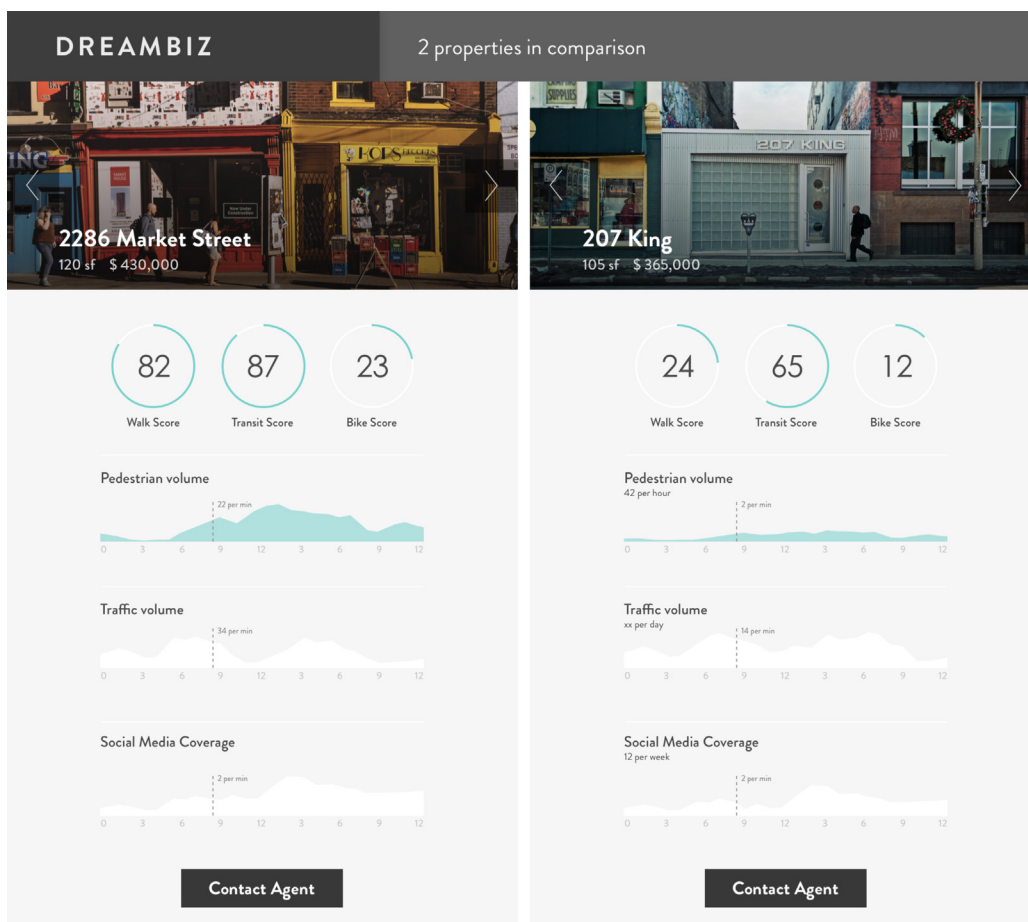 DREAMBIZ
2 properties in comparison
HOPS RECORDS
2286 Market Street
120 sf $ 430,000
SUPPLIES
207 KING
207 King
105 sf $ 365,000
82
87
23
Walk Score
Transit Score
Bike Score
Pedestrian volume
22 per min
0 3 6 9 12 3 6 9 12
Traffic volume
34 per min
0 3 6 9 12 3 6 9 12
Social Media Coverage
2 per min
0 3 6 9 12 3 6 9 12
Contact Agent
24
65
12
Walk Score
Transit Score
Bike Score
Pedestrian volume
42 per hour
2 per min
0 3 6 9 12 3 6 9 12
Traffic volume
xx per day
14 per min
0 3 6 9 12 3 6 9 12
Social Media Coverage
12 per week
2 per min
0 3 6 9 12 3 6 9 12
Contact Agent